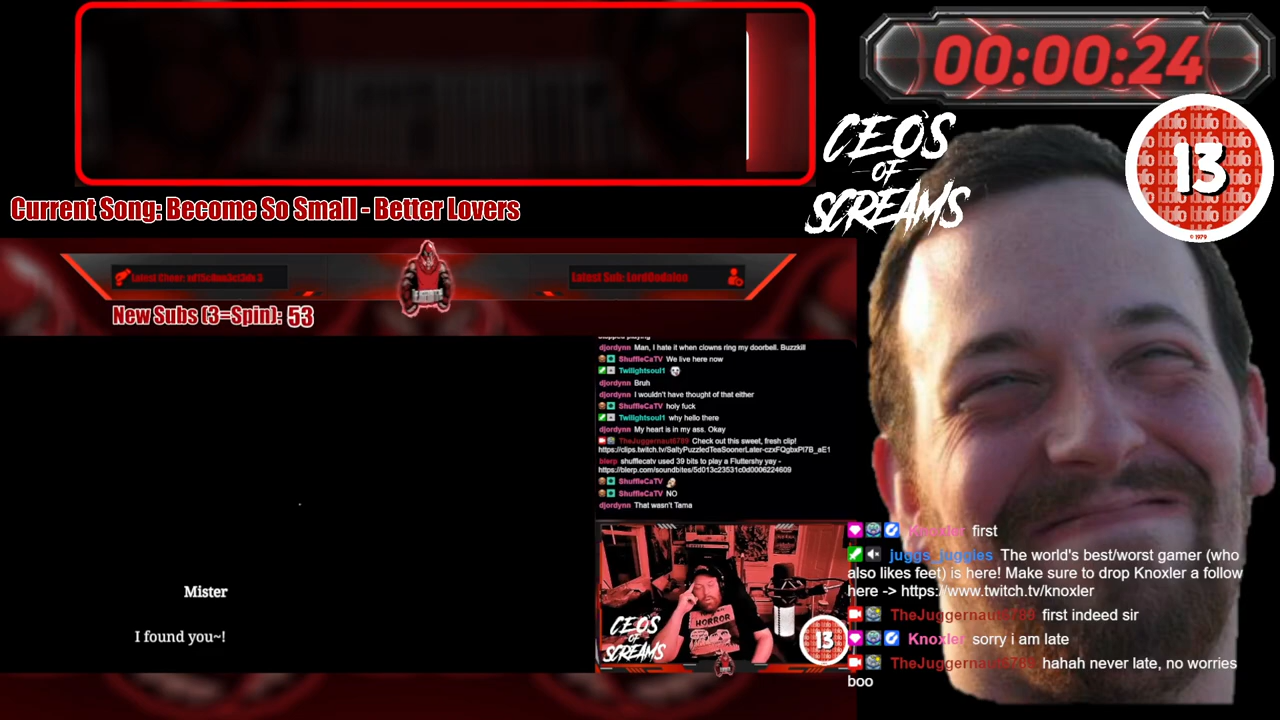 00:00:24
CEO'S
OF
SCREAMS
13
© 1979
Current Song: Become So Small - Better Lovers
Latest Sub: LordOodaloo
New Subs (3=Spin): 53
djordynn Man, I hate it when clowns ring my doorbell. Buzzkill
ShuffleCaTV We live here now
Twilightsoul1
djordynn Bruh
djordynn I wouldn't have thought of that either
ShuffleCaTV holy fuck
Twilightsoul1 why hello there
djordynn My heart is in my ass. Okay
TheJuggernaut6789 Check out this sweet, fresh clip!
https://clips.twitch.tv/SaltyPuzzledTeaSoonerLater-czxFQgbxPl7B_aE1
blerp shufflecatv used 39 bits to play a Fluttershy yay -
https://blerp.com/soundbites/5d013c23531c0d0006224609
ShuffleCaTV
ShuffleCaTV NO
djordynn That wasn't Tama
Mister
I found you~!
HORROR
CEO'S
OF
SCREAMS
13
Knoxler first
juggs_juggies The world's best/worst gamer (who
also likes feet) is here! Make sure to drop Knoxler a follow
here -> https://www.twitch.tv/knoxler
TheJuggernaut6789 first indeed sir
Knoxler sorry i am late
TheJuggernaut6789 hahah never late, no worries
boo